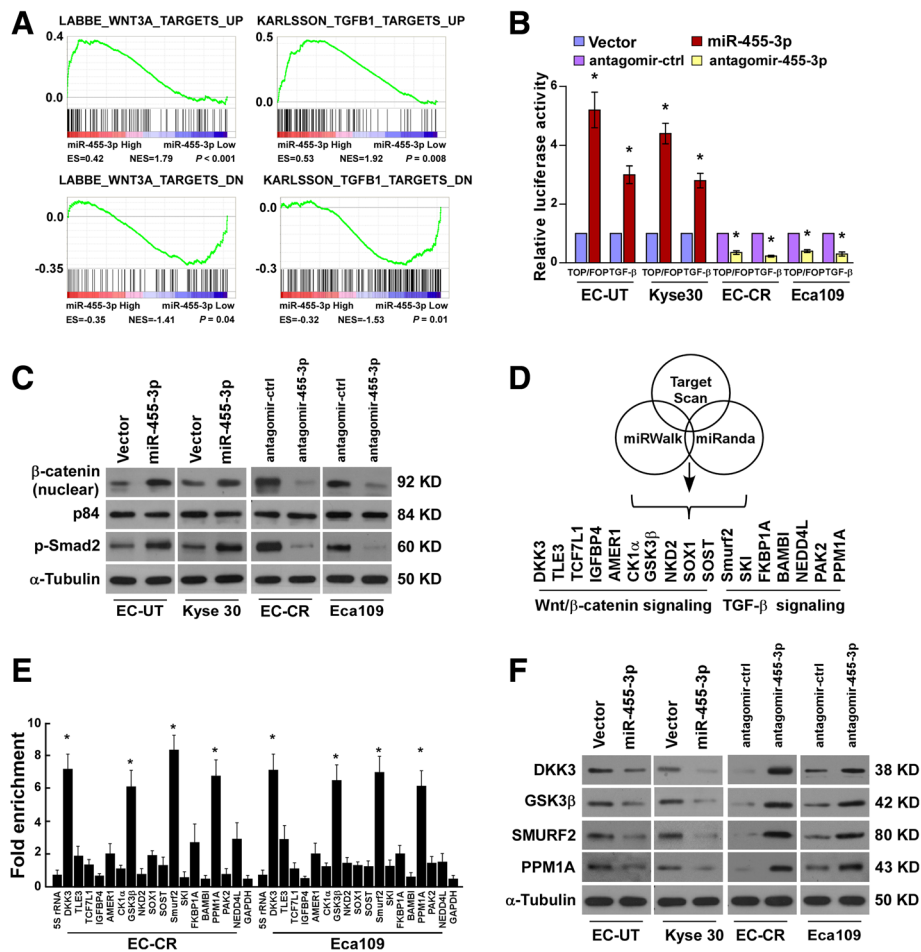 A
LABBE_WNT3A_TARGETS_UP
KARLSSON_TGFB1_TARGETS_UP
0.4
0.0
0.5
0.0
miR-455-3p High miR-455-3p Low
ES=0.42 NES=1.79 P < 0.001
miR-455-3p High miR-455-3p Low
ES=0.53 NES=1.92 P = 0.008
LABBE_WNT3A_TARGETS_DN
KARLSSON_TGFB1_TARGETS_DN
0.0
-0.35
0.0
-0.3
miR-455-3p High miR-455-3p Low
ES=-0.35 NES=-1.41 P = 0.04
miR-455-3p High miR-455-3p Low
ES=-0.32 NES=-1.53 P = 0.01
B
Vector miR-455-3p
antagomir-ctrl antagomir-455-3p
Relative luciferase activity
6
4
2
0
* * * * * * * *
TOP/FOP TGF-β TOP/FOP TGF-β TOP/FOP TGF-β TOP/FOP TGF-β
EC-UT Kyse30 EC-CR Eca109
C
Vector
miR-455-3p
Vector
miR-455-3p
antagomir-ctrl
antagomir-455-3p
antagomir-ctrl
antagomir-455-3p
β-catenin
(nuclear) 92 KD
p84 84 KD
p-Smad2 60 KD
α-Tubulin 50 KD
EC-UT Kyse 30 EC-CR Eca109
D
Target
Scan
miRWalk miRanda
DKK3
TLE3
TCF7L1
IGFBP4
AMER1
CK1α
GSK3β
NKD2
SOX1
SOST
Smurf2
SKI
FKBP1A
BAMBI
NEDD4L
PAK2
PPM1A
Wnt/β-catenin signaling TGF-β signaling
E
Fold enrichment
10
8
6
4
2
0
* * * * * * * *
5S rRNA
DKK3
TLE3
TCF7L1
IGFBP4
AMER1
CK1α
GSK3β
NKD2
SOX1
SOST
Smurf2
SKI
FKBP1A
BAMBI
PPM1A
PAK2
NEDD4L
GAPDH
5S rRNA
DKK3
TLE3
TCF7L1
IGFBP4
AMER1
CK1α
GSK3β
NKD2
SOX1
SOST
Smurf2
SKI
FKBP1A
BAMBI
PPM1A
PAK2
NEDD4L
GAPDH
EC-CR Eca109
F
Vector
miR-455-3p
Vector
miR-455-3p
antagomir-ctrl
antagomir-455-3p
antagomir-ctrl
antagomir-455-3p
DKK3 38 KD
GSK3β 42 KD
SMURF2 80 KD
PPM1A 43 KD
α-Tubulin 50 KD
EC-UT Kyse 30 EC-CR Eca109